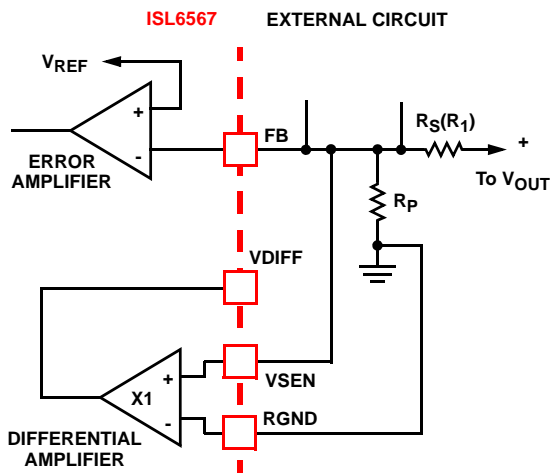 ISL6567 EXTERNAL CIRCUIT
VREF
+
-
ERROR
AMPLIFIER
FB
RS(R1)
+
To VOUT
RP
VDIFF
+
X1
-
VSEN
RGND
DIFFERENTIAL
AMPLIFIER